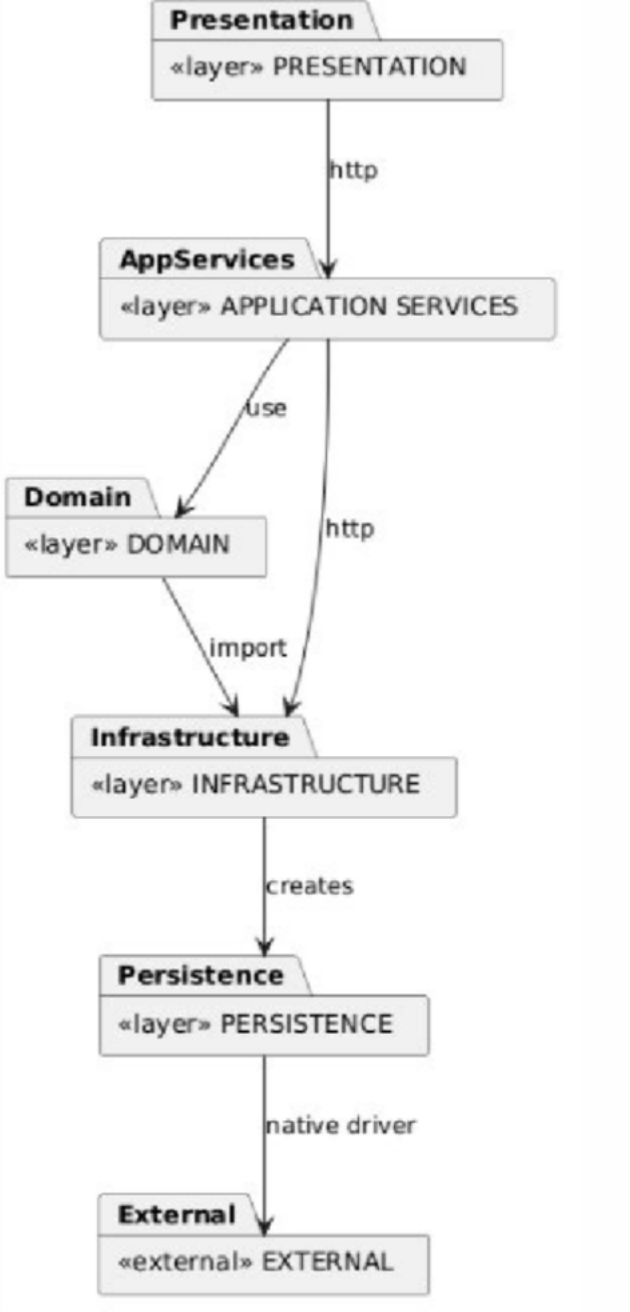 Presentation
«layer» PRESENTATION
http
AppServices
«layer» APPLICATION SERVICES
use
Domain
«layer» DOMAIN
http
import
Infrastructure
«layer» INFRASTRUCTURE
creates
Persistence
«layer» PERSISTENCE
native driver
External
«external» EXTERNAL